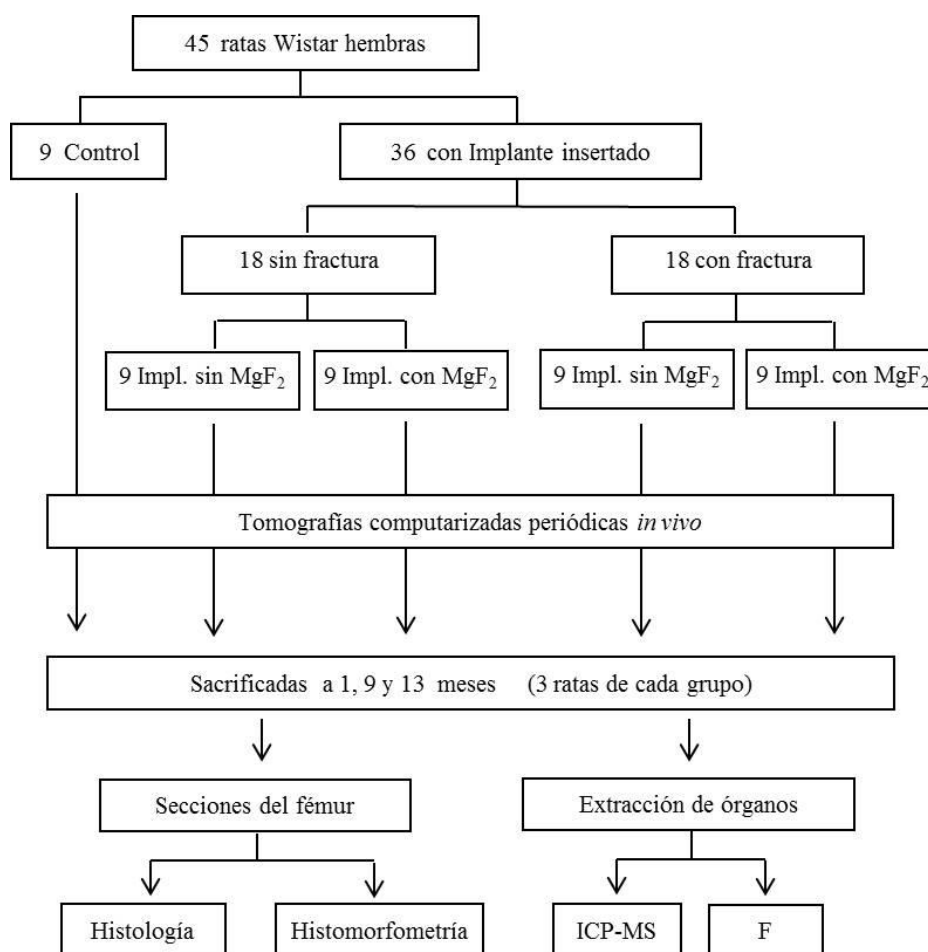 45 ratas Wistar hembras
9 Control
36 con Implante insertado
18 sin fractura
18 con fractura
9 Impl. sin MgF₂
9 Impl. con MgF₂
9 Impl. sin MgF₂
9 Impl. con MgF₂
Tomografías computarizadas periódicas in vivo
Sacrificadas a 1, 9 y 13 meses (3 ratas de cada grupo)
Secciones del fémur
Extracción de órganos
Histología
Histomorfometría
ICP-MS
F